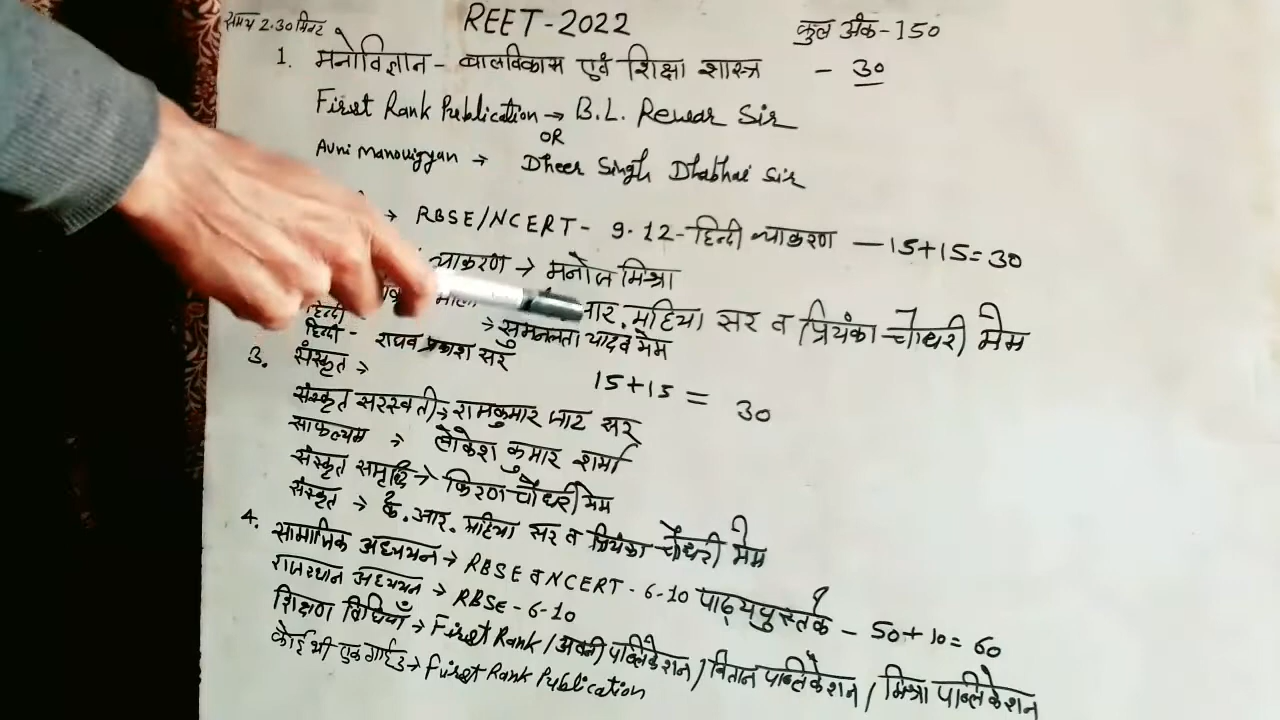 समय 2.30 मिनट REET-2022 कुल अंक-150
1. मनोविज्ञान - बालविकास एवं शिक्षा शास्त्र - 30
First Rank Publication → B.L. Rewar Sir
OR
Avni Manovigyan → Dheer Singh Dhabhai Sir
→ RBSE/NCERT- 9-12-हिन्दी व्याकरण — 15+15=30
व्याकरण → मनोज मिश्रा
आर. महिया सर व प्रियंका चौधरी मेम
हिन्दी → सुमनलता यादव मेम
हिन्दी - राघव प्रकाश सर
3. संस्कृत → 15+15 = 30
संस्कृत सरस्वती → रामकुमार जाट सर
साफल्यम → लोकेश कुमार शर्मा
संस्कृत समृद्धि → किरण चौधरी मेम
संस्कृत → के. आर. महिया सर व प्रियंका चौधरी मेम
4. सामाजिक अध्ययन → RBSE व NCERT - 6-10 पाढ्यपुस्तके - 50+10= 60
राजस्थान अध्ययन → RBSE - 6-10
शिक्षण विधियाँ → First Rank / अवनी पब्लिकेशन / वितान पब्लिकेशन / मिश्रा पब्लिकेशन
कोई भी एक गाईड → First Rank Publication